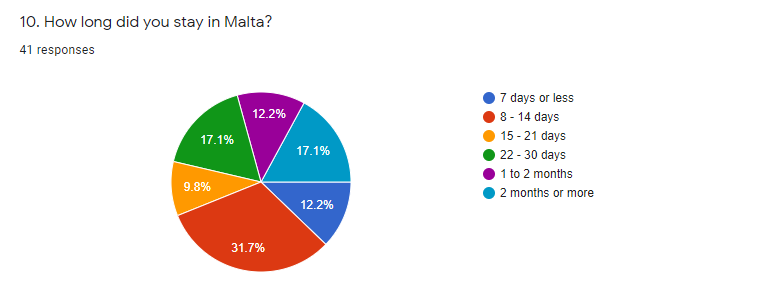 10. How long did you stay in Malta?
41 responses
12.2%
17.1%
17.1%
9.8%
12.2%
31.7%
7 days or less
8 - 14 days
15 - 21 days
22 - 30 days
1 to 2 months
2 months or more